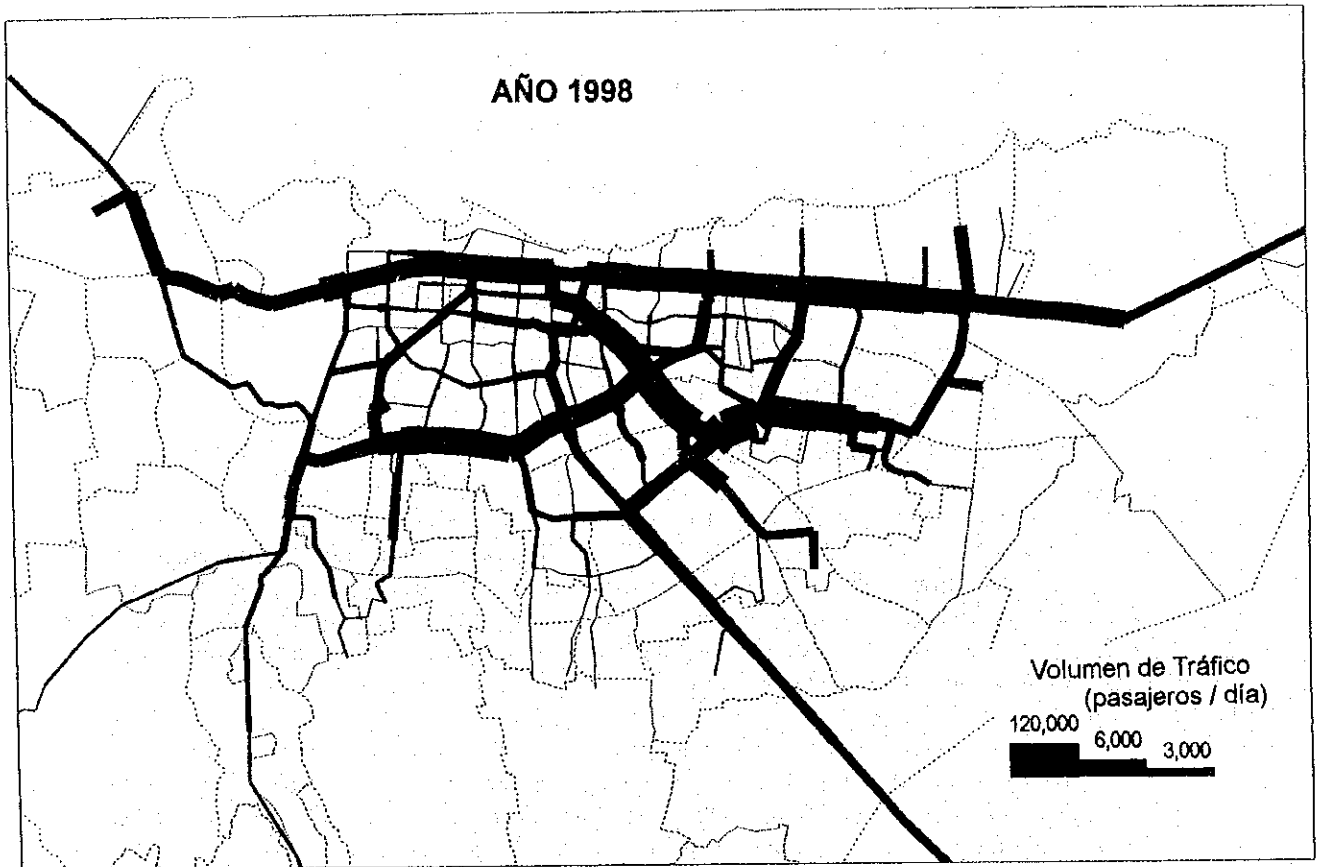 AÑO 1998
Volumen de Tráfico
(pasajeros / día)
120,000 6,000 3,000